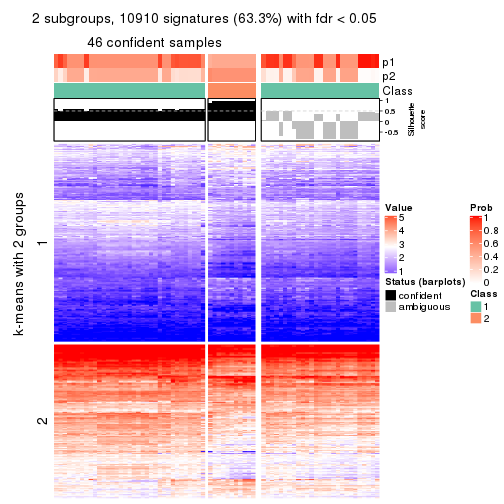 2 subgroups, 10910 signatures (63.3%) with fdr < 0.05
46 confident samples
p1
p2
Class
1
0.5
0
-0.5
Silhouette
score
k-means with 2 groups
1
2
Value
5
4
3
2
1
Status (barplots)
confident
ambiguous
Prob
1
0.8
0.6
0.4
0.2
0
Class
1
2